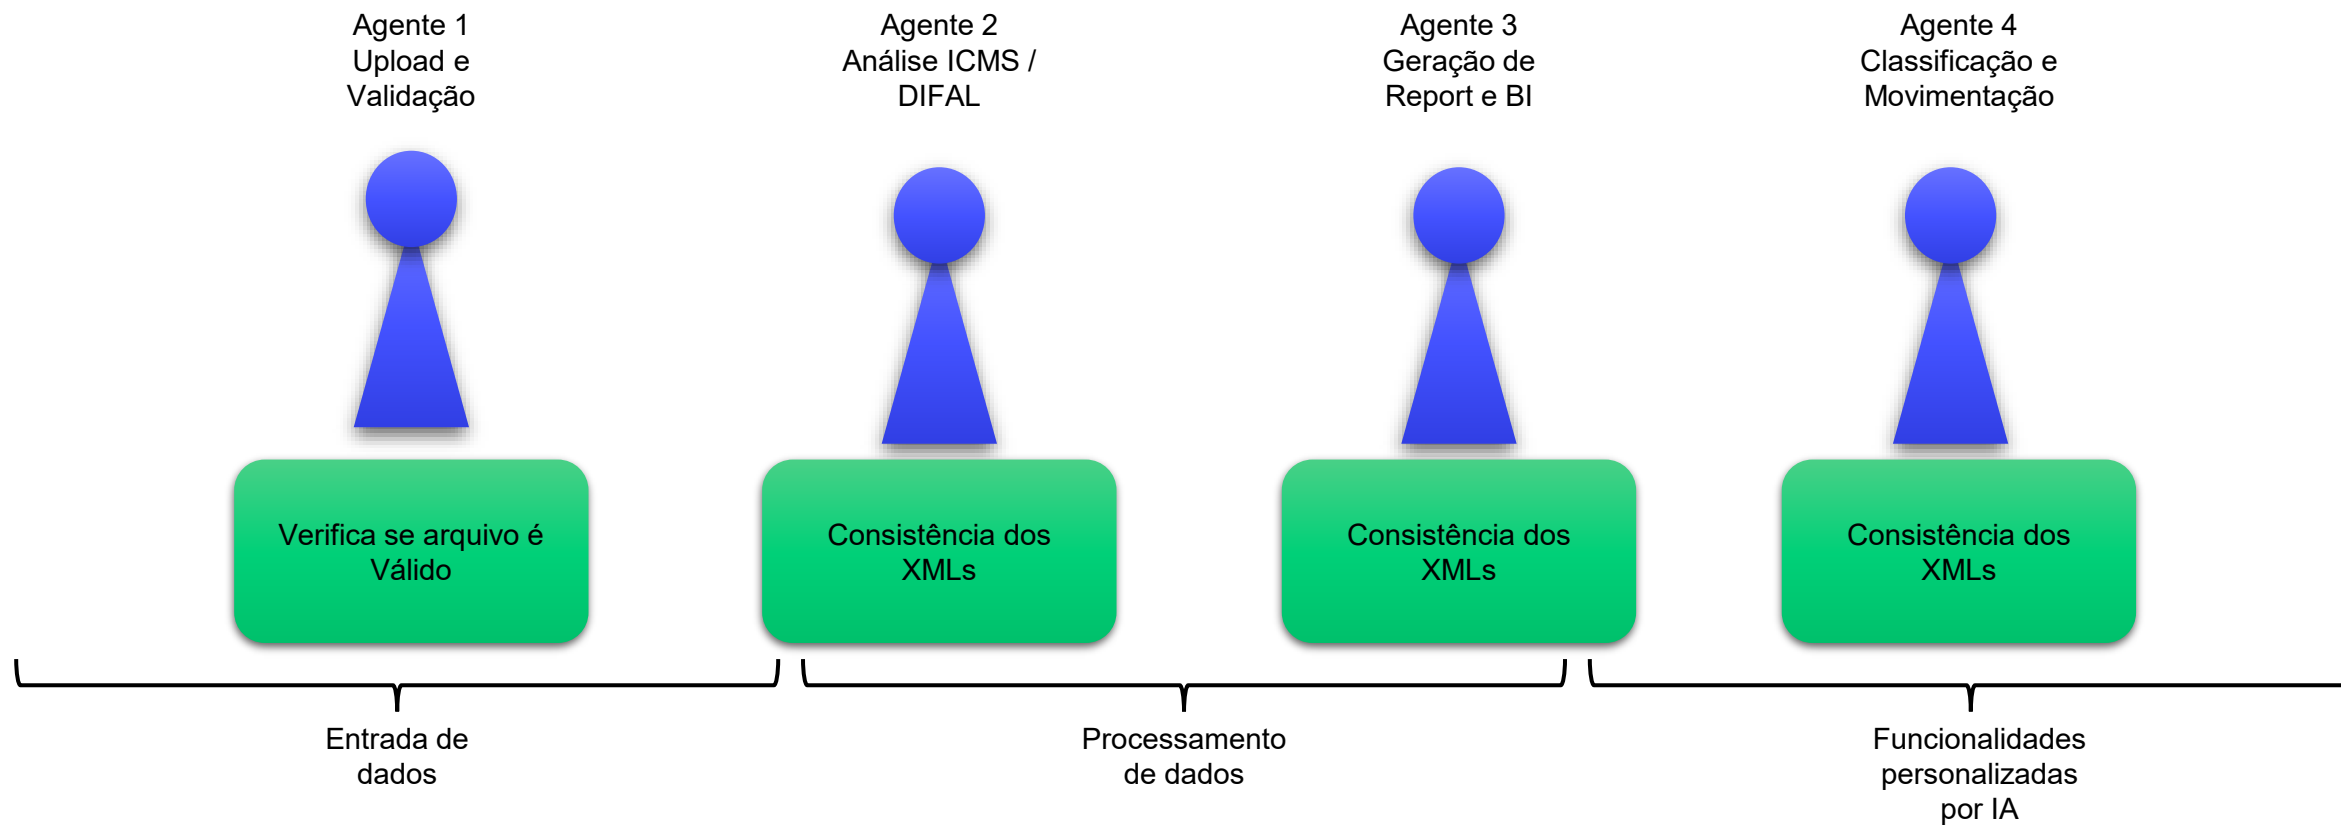 Agente 1
Upload e
Validação
Agente 2
Análise ICMS /
DIFAL
Agente 3
Geração de
Report e BI
Agente 4
Classificação e
Movimentação
Verifica se arquivo é
Válido
Consistência dos
XMLs
Consistência dos
XMLs
Consistência dos
XMLs
Entrada de
dados
Processamento
de dados
Funcionalidades
personalizadas
por IA